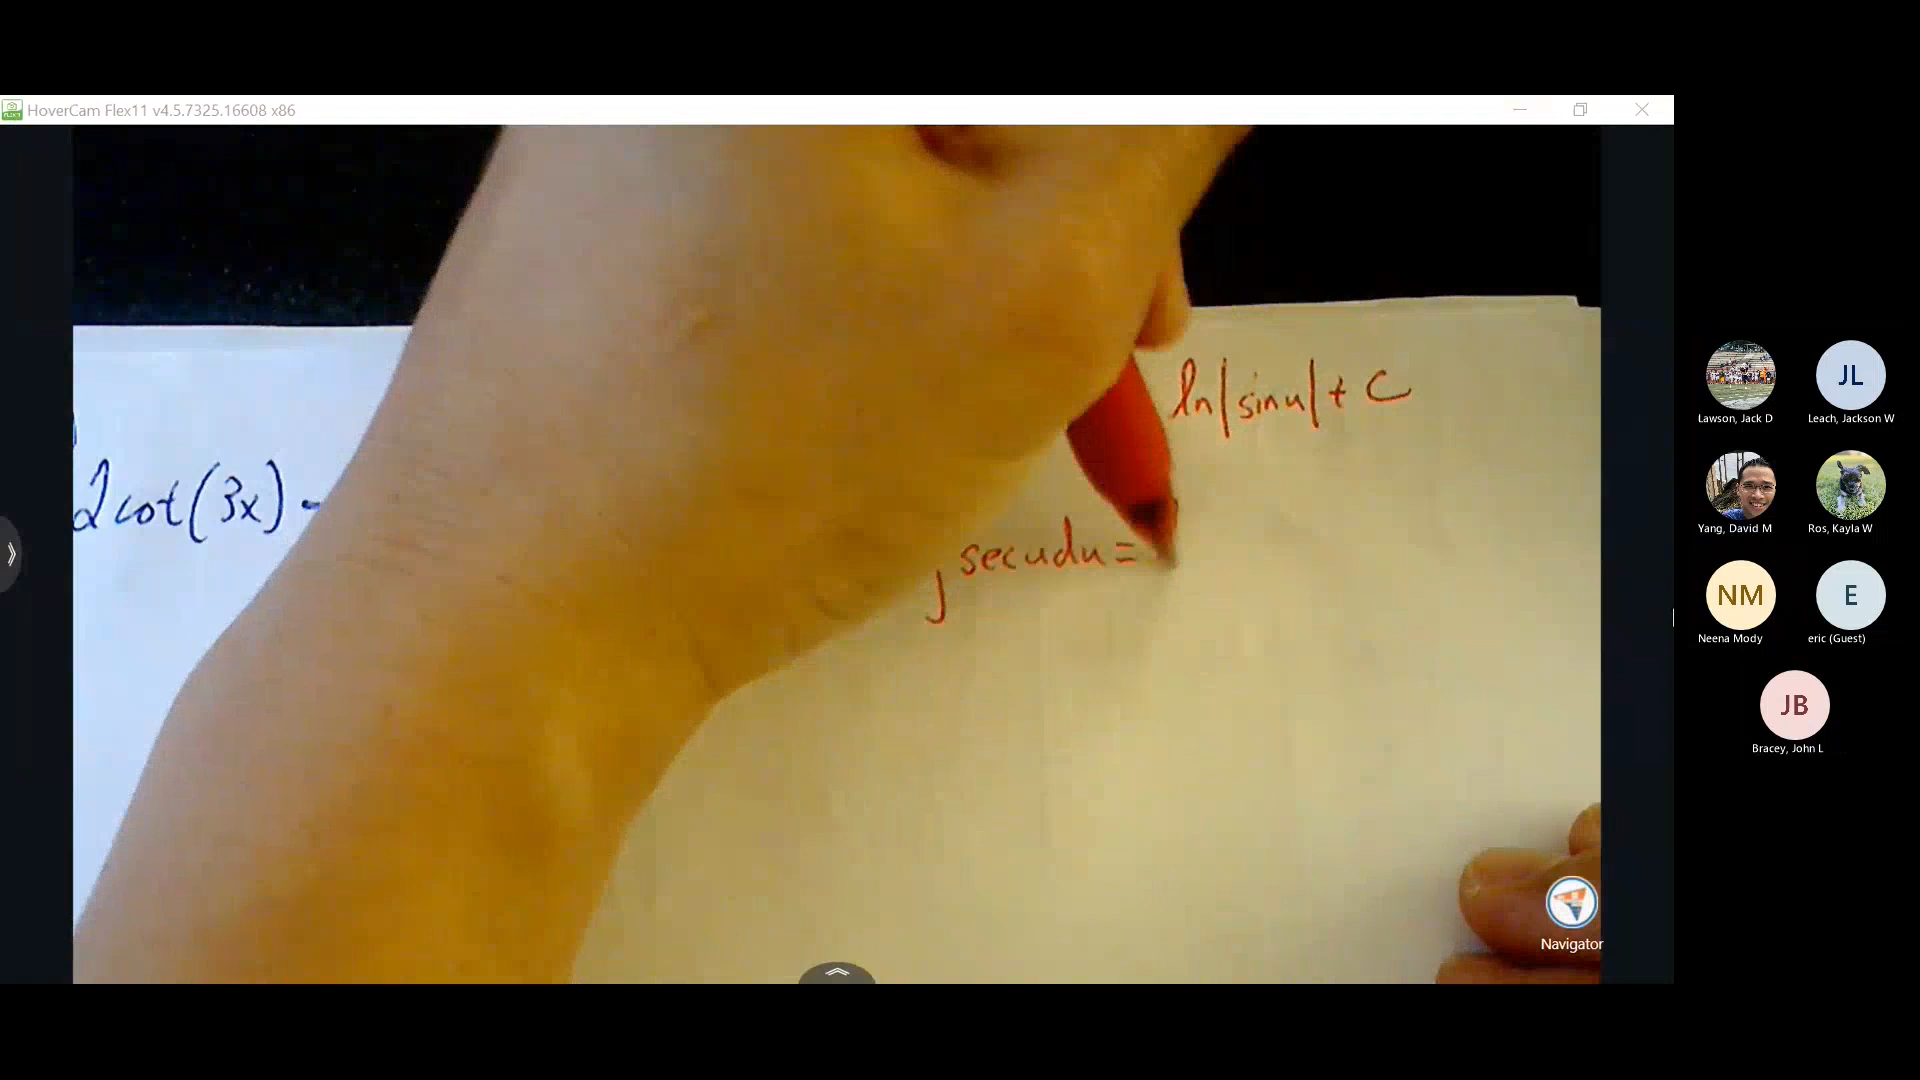 HoverCam Flex11 v4.5.7325.16608 x86
ln|sinu| + C
2cot(3x) -
∫secudu =
Navigator
JL
Lawson, Jack D
Leach, Jackson W
Yang, David M
Ros, Kayla W
NM
E
Neena Mody
eric (Guest)
JB
Bracey, John L